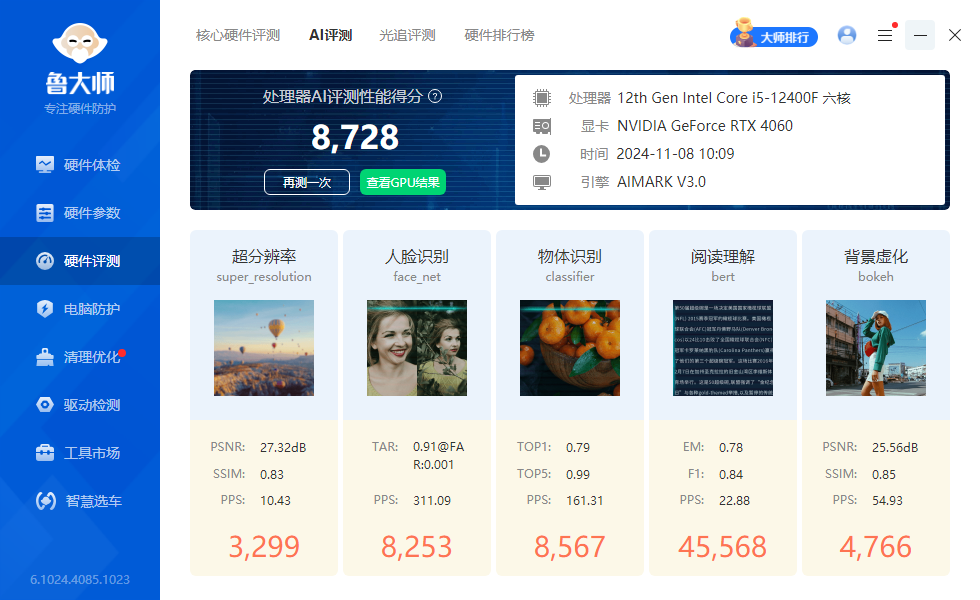 核心硬件评测 AI评测 光追评测 硬件排行榜 大师排行
鲁大师
专注硬件防护
硬件体检
硬件参数
硬件评测
电脑防护
清理优化
驱动检测
工具市场
智慧选车
6.1024.4085.1023
处理器AI评测性能得分 ?
8,728
再测一次 查看GPU结果
处理器 12th Gen Intel Core i5-12400F 六核
显卡 NVIDIA GeForce RTX 4060
时间 2024-11-08 10:09
引擎 AIMARK V3.0
超分辨率
super_resolution
PSNR: 27.32dB
SSIM: 0.83
PPS: 10.43
3,299
人脸识别
face_net
TAR: 0.91@FA
R:0.001
PPS: 311.09
8,253
物体识别
classifier
TOP1: 0.79
TOP5: 0.99
PPS: 161.31
8,567
阅读理解
bert
EM: 0.78
F1: 0.84
PPS: 22.88
45,568
背景虚化
bokeh
PSNR: 25.56dB
SSIM: 0.85
PPS: 54.93
4,766